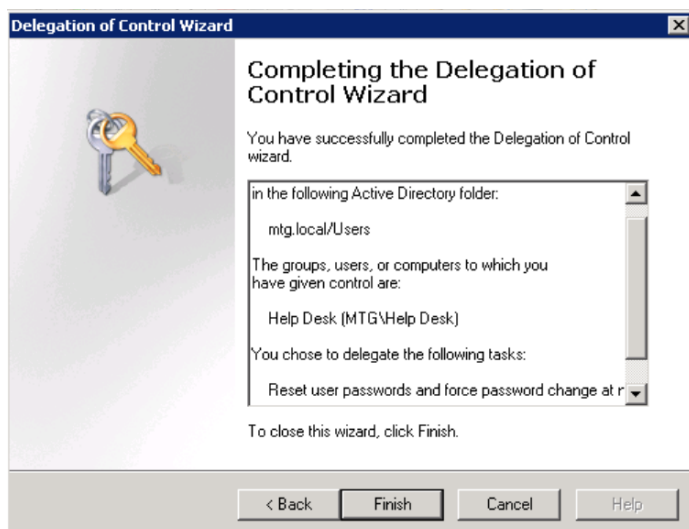 Delegation of Control Wizard
Completing the Delegation of
Control Wizard
You have successfully completed the Delegation of Control
wizard.
in the following Active Directory folder:
mtg.local/Users
The groups, users, or computers to which you
have given control are:
Help Desk (MTG\Help Desk)
You chose to delegate the following tasks:
Reset user passwords and force password change at
To close this wizard, click Finish.
< Back Finish Cancel Help